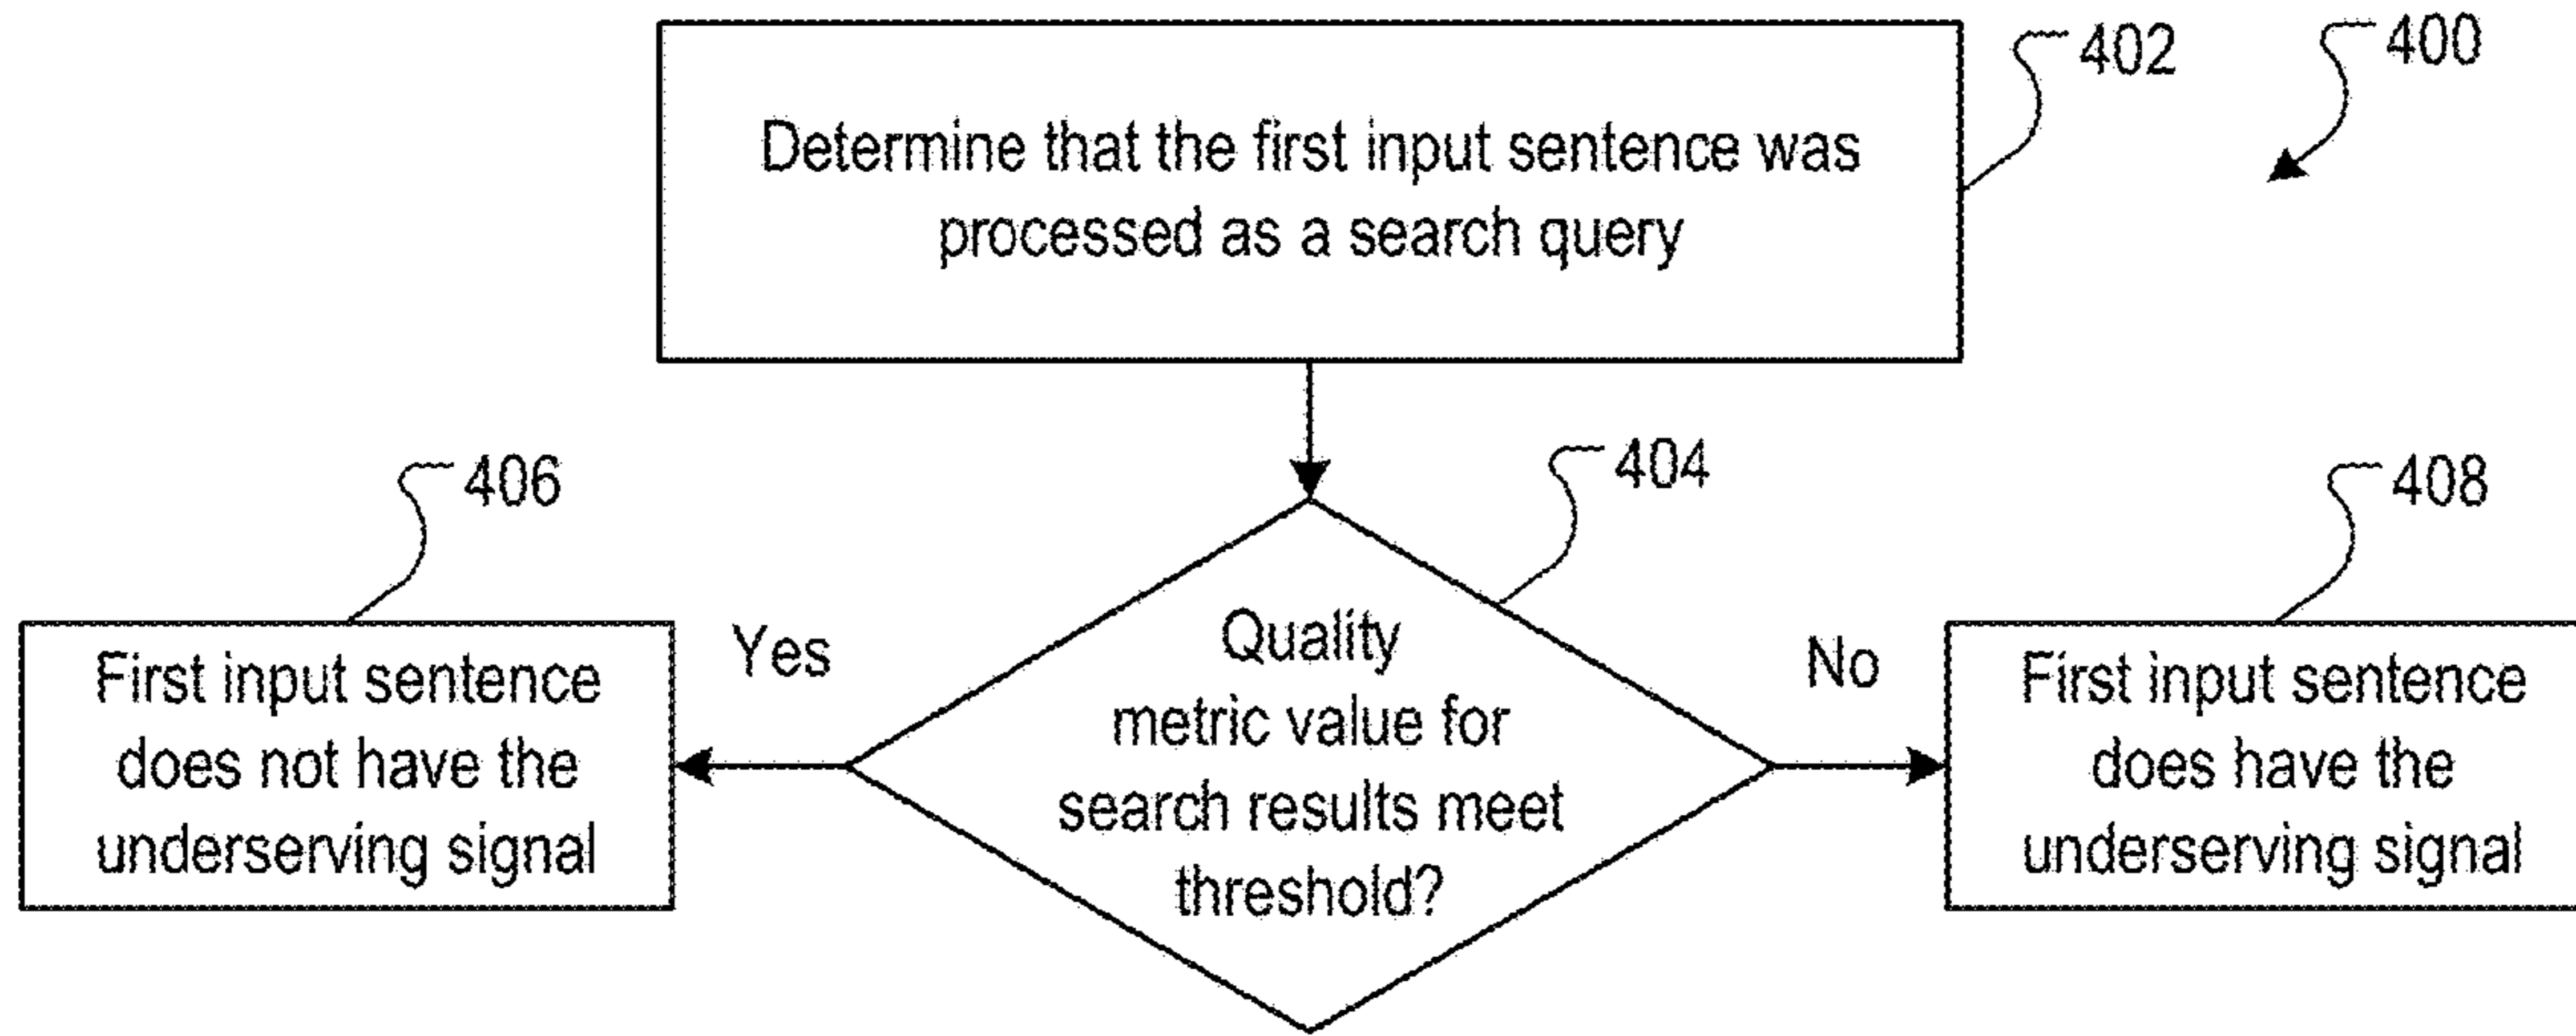 402
400
Determine that the first input sentence was
processed as a search query
406
404
408
Yes
No
First input sentence
does not have the
underserving signal
Quality
metric value for
search results meet
threshold?
First input sentence
does have the
underserving signal